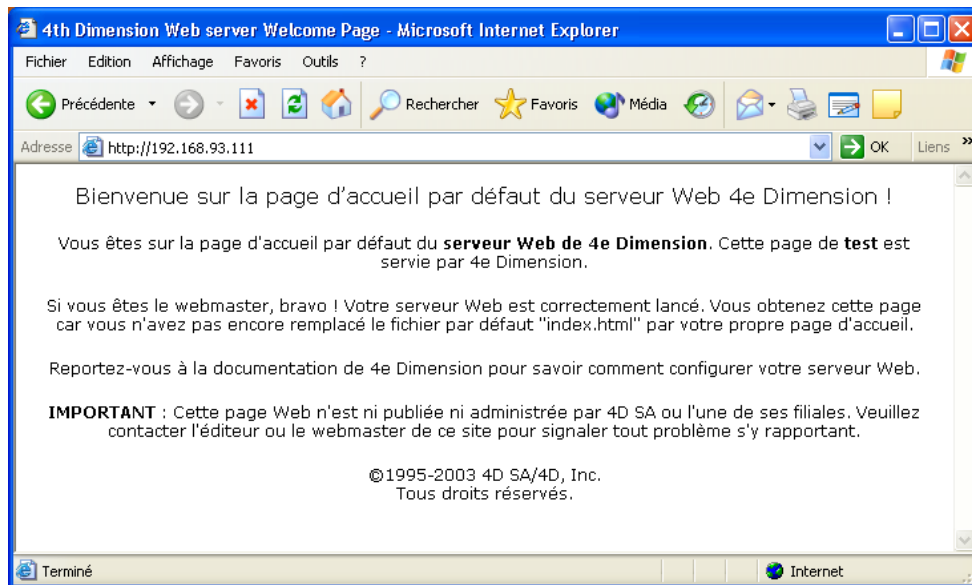 4th Dimension Web server Welcome Page - Microsoft Internet Explorer
Fichier Edition Affichage Favoris Outils ?
Précédente Rechercher Favoris Média
Adresse http://192.168.93.111 OK Liens »
Bienvenue sur la page d'accueil par défaut du serveur Web 4e Dimension !
Vous êtes sur la page d'accueil par défaut du serveur Web de 4e Dimension. Cette page de test est
servie par 4e Dimension.
Si vous êtes le webmaster, bravo ! Votre serveur Web est correctement lancé. Vous obtenez cette page
car vous n'avez pas encore remplacé le fichier par défaut "index.html" par votre propre page d'accueil.
Reportez-vous à la documentation de 4e Dimension pour savoir comment configurer votre serveur Web.
IMPORTANT : Cette page Web n'est ni publiée ni administrée par 4D SA ou l'une de ses filiales. Veuillez
contacter l'éditeur ou le webmaster de ce site pour signaler tout problème s'y rapportant.
©1995-2003 4D SA/4D, Inc.
Tous droits réservés.
Terminé Internet